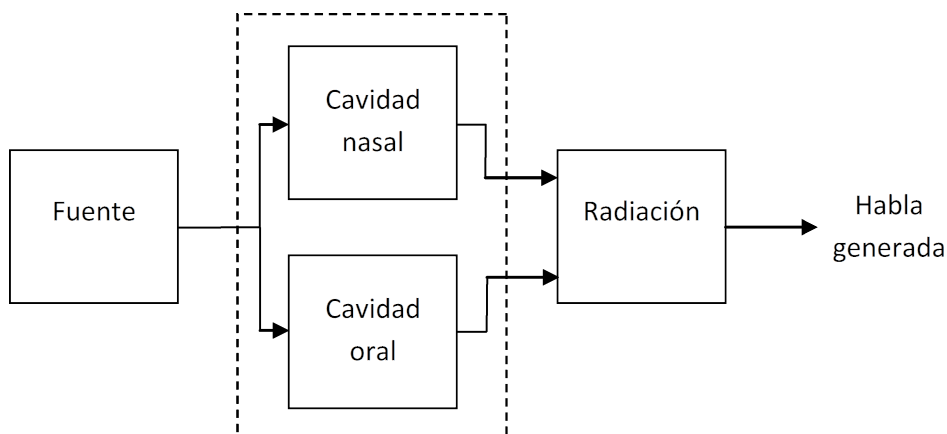 Fuente
Cavidad
nasal
Cavidad
oral
Radiación
Habla
generada